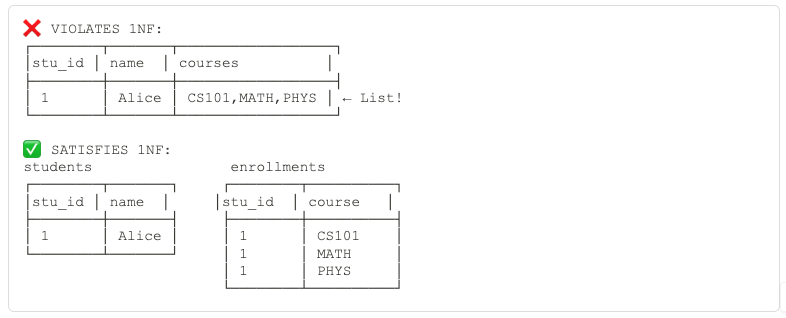 ❌ VIOLATES 1NF:
stu_id name courses
1 Alice CS101,MATH,PHYS ← List!
✅ SATISFIES 1NF:
students enrollments
stu_id name stu_id course
1 Alice 1 CS101
1 MATH
1 PHYS